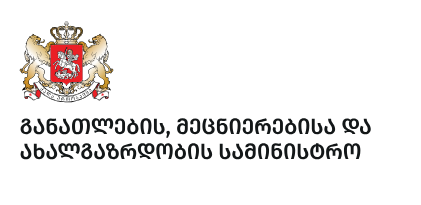 განათლების, მეცნიერებისა და
ახალგაზრდობის სამინისტრო